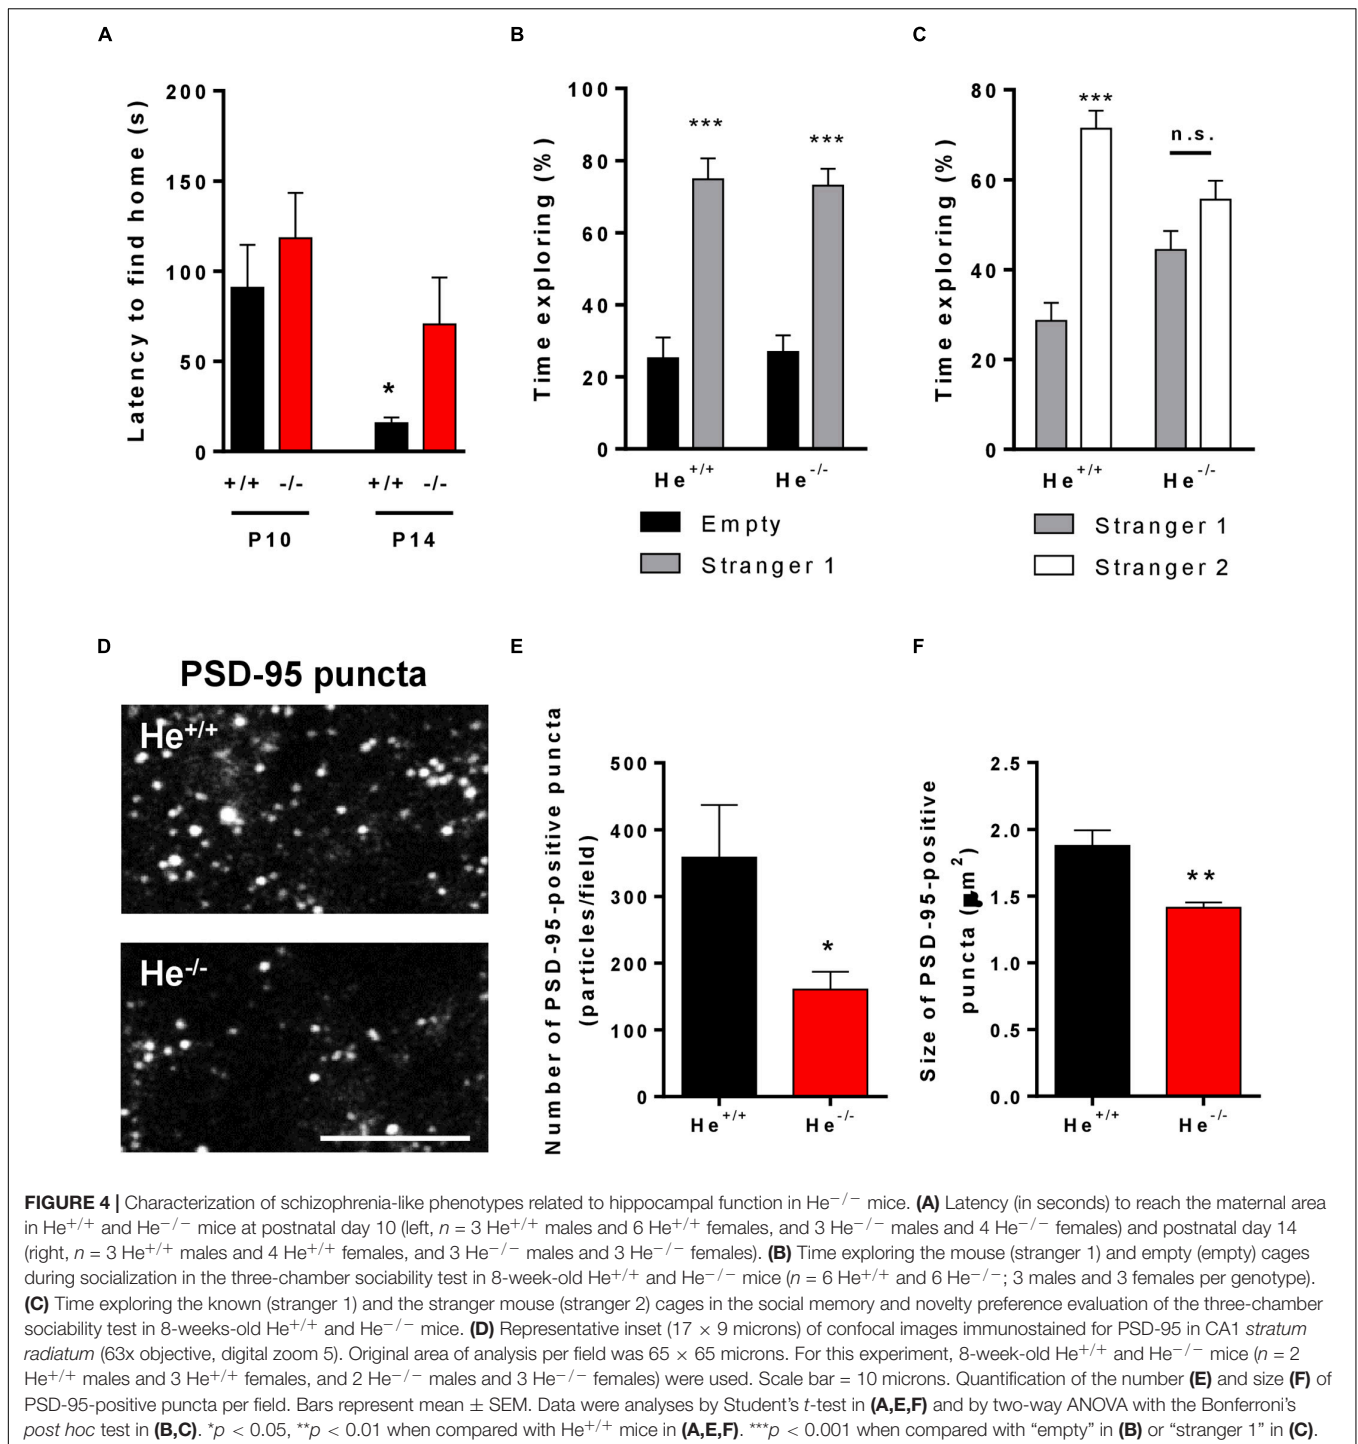 A
Latency to find home (s)
200
150
100
50
0
*
+/+ -/- +/+ -/-
P10 P14
B
Time exploring (%)
100
80
60
40
20
0
***
***
He+/+ He-/-
Empty
Stranger 1
C
Time exploring (%)
80
60
40
20
0
***
n.s.
He+/+ He-/-
Stranger 1
Stranger 2
D
PSD-95 puncta
He+/+
He-/-
E
Number of PSD-95-positive puncta
(particles/field)
500
400
300
200
100
0
*
He+/+ He-/-
F
Size of PSD-95-positive
puncta (μm2)
2.5
2.0
1.5
1.0
0.5
0.0
**
He+/+ He-/-
FIGURE 4 | Characterization of schizophrenia-like phenotypes related to hippocampal function in He−/− mice. (A) Latency (in seconds) to reach the maternal area
in He+/+ and He−/− mice at postnatal day 10 (left, n = 3 He+/+ males and 6 He+/+ females, and 3 He−/− males and 4 He−/− females) and postnatal day 14
(right, n = 3 He+/+ males and 4 He+/+ females, and 3 He−/− males and 3 He−/− females). (B) Time exploring the mouse (stranger 1) and empty (empty) cages
during socialization in the three-chamber sociability test in 8-week-old He+/+ and He−/− mice (n = 6 He+/+ and 6 He−/−; 3 males and 3 females per genotype).
(C) Time exploring the known (stranger 1) and the stranger mouse (stranger 2) cages in the social memory and novelty preference evaluation of the three-chamber
sociability test in 8-weeks-old He+/+ and He−/− mice. (D) Representative inset (17 × 9 microns) of confocal images immunostained for PSD-95 in CA1 stratum
radiatum (63x objective, digital zoom 5). Original area of analysis per field was 65 × 65 microns. For this experiment, 8-week-old He+/+ and He−/− mice (n = 2
He+/+ males and 3 He+/+ females, and 2 He−/− males and 3 He−/− females) were used. Scale bar = 10 microns. Quantification of the number (E) and size (F) of
PSD-95-positive puncta per field. Bars represent mean ± SEM. Data were analyses by Student's t-test in (A,E,F) and by two-way ANOVA with the Bonferroni's
post hoc test in (B,C). *p < 0.05, **p < 0.01 when compared with He+/+ mice in (A,E,F). ***p < 0.001 when compared with "empty" in (B) or "stranger 1" in (C).